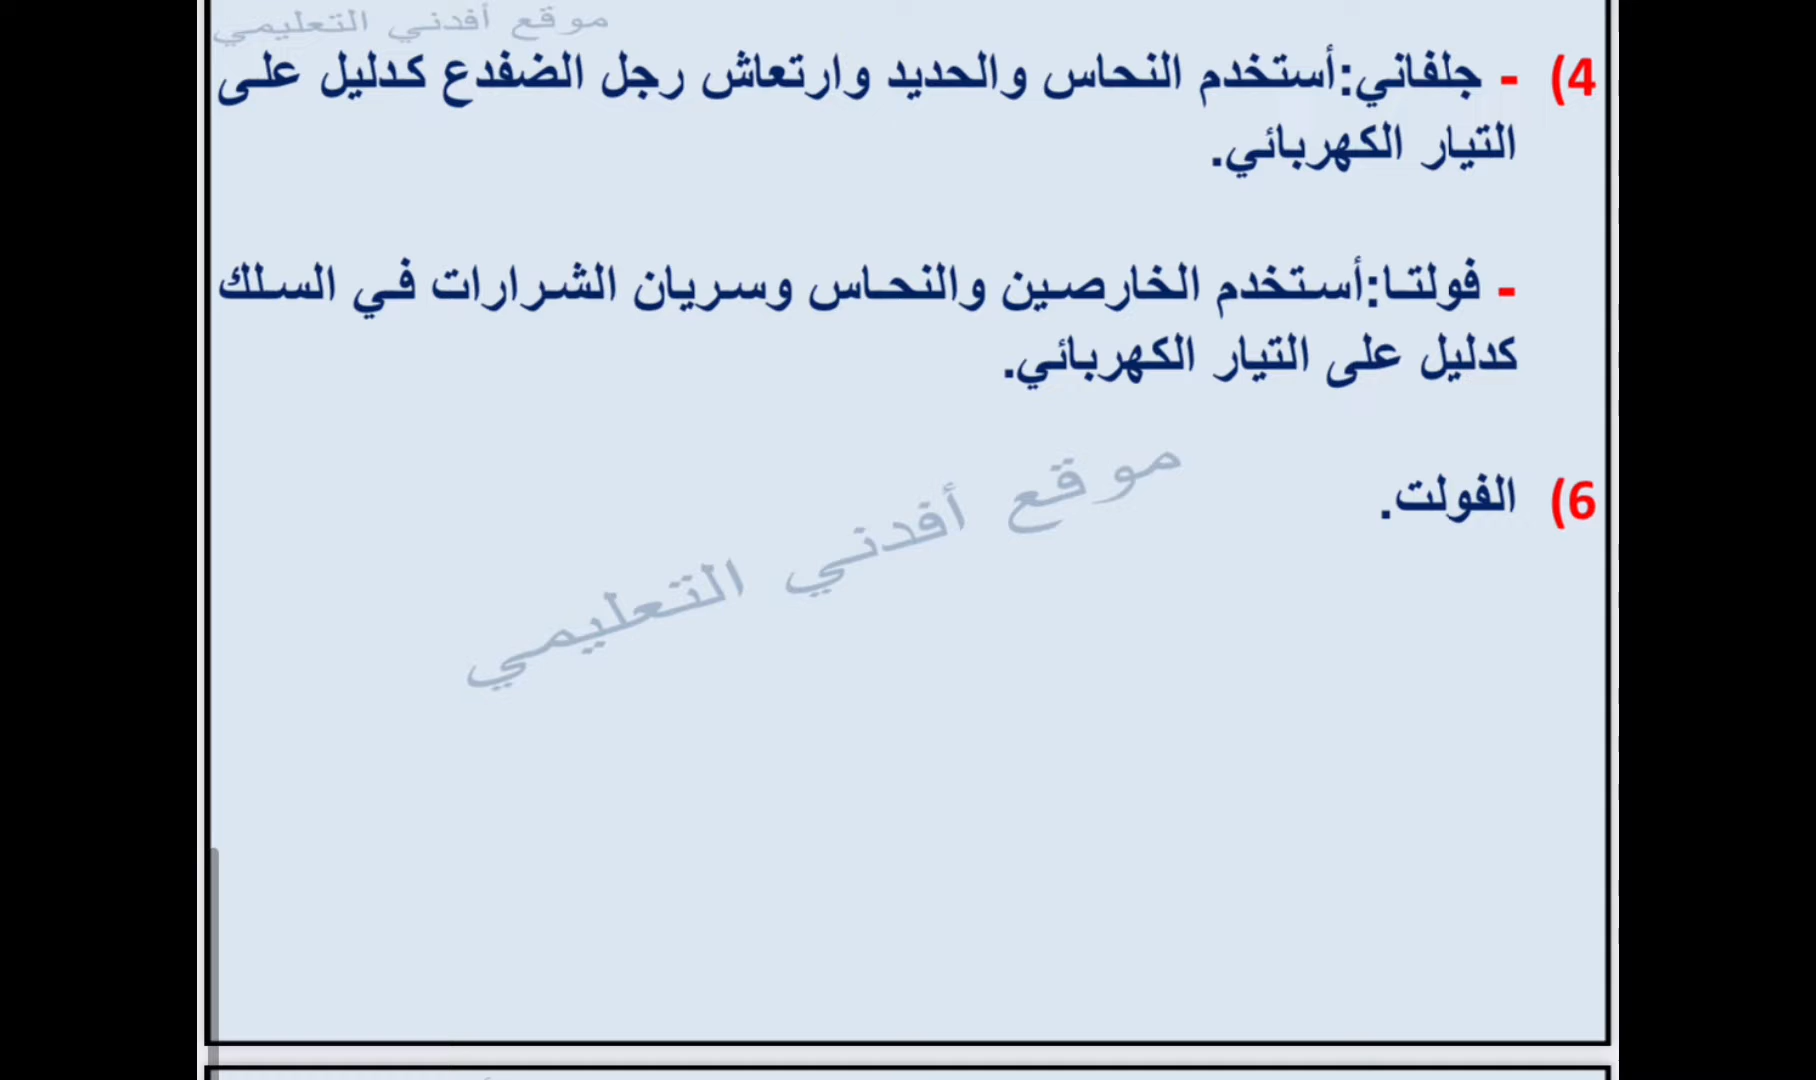 موقع أفدني التعليمي
4) - جلفاني:أستخدم النحاس والحديد وارتعاش رجل الضفدع كدليل على
التيار الكهربائي.
- فولتا:أستخدم الخارصين والنحاس وسريان الشرارات في السلك
كدليل على التيار الكهربائي.
6) الفولت.
موقع أفدني التعليمي